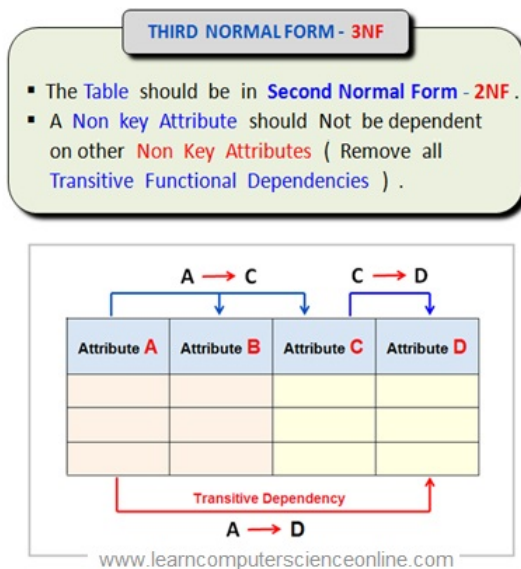 THIRD NORMAL FORM - 3NF
▪ The Table should be in Second Normal Form - 2NF .
▪ A Non key Attribute should Not be dependent
on other Non Key Attributes ( Remove all
Transitive Functional Dependencies ) .
A → C C → D
Attribute A Attribute B Attribute C Attribute D
Transitive Dependency
A → D
www.learncomputerscienceonline.com